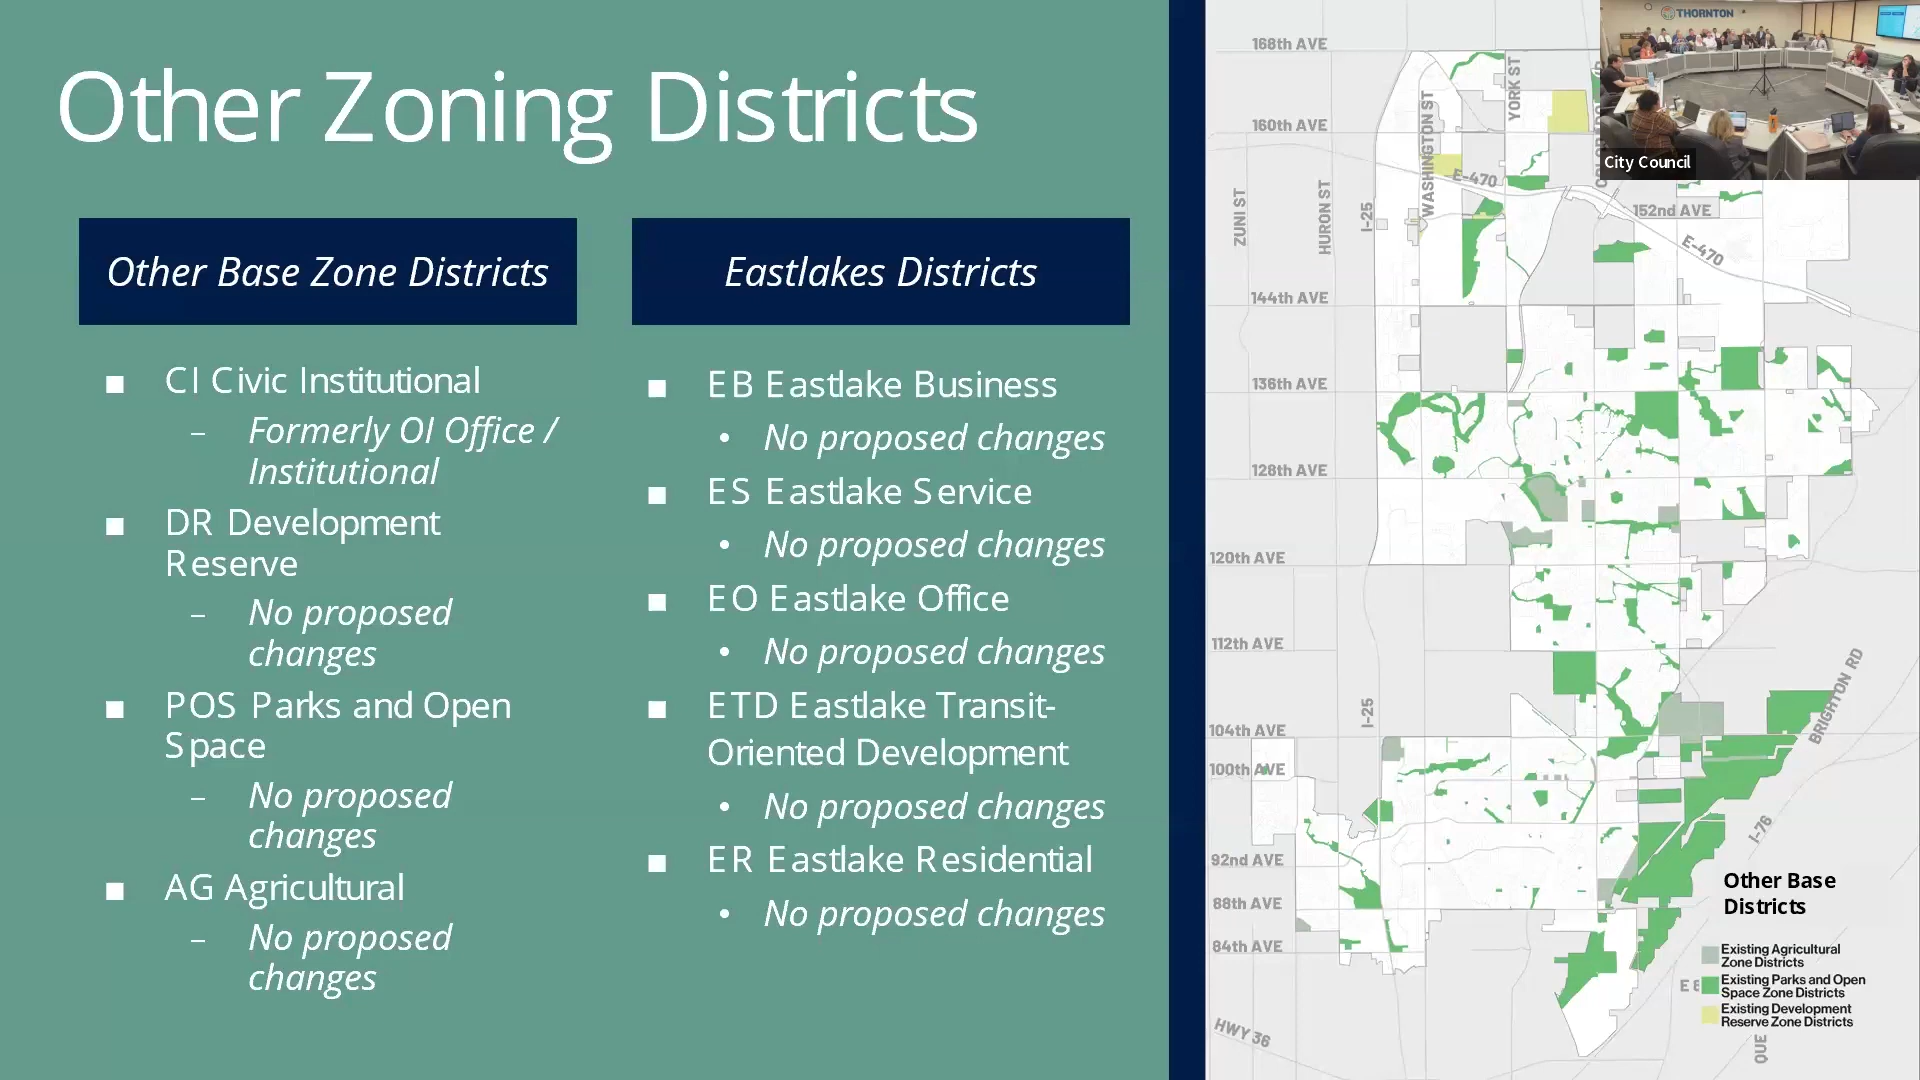 Other Zoning Districts
Other Base Zone Districts
■ CI Civic Institutional
– Formerly OI Office /
Institutional
■ DR Development
Reserve
– No proposed
changes
■ POS Parks and Open
Space
– No proposed
changes
■ AG Agricultural
– No proposed
changes
Eastlakes Districts
■ EB Eastlake Business
• No proposed changes
■ ES Eastlake Service
• No proposed changes
■ EO Eastlake Office
• No proposed changes
■ ETD Eastlake Transit-
Oriented Development
• No proposed changes
■ ER Eastlake Residential
• No proposed changes
168th AVE
160th AVE
YORK ST
WASHINGTON ST
E-470
ZUNI ST
HURON ST
I-25
152nd AVE
E-470
144th AVE
136th AVE
128th AVE
120th AVE
112th AVE
I-25
BRIGHTON RD
104th AVE
100th AVE
I-76
92nd AVE
88th AVE
84th AVE
HWY 36
QUE
Other Base
Districts
Existing Agricultural
Zone Districts
Existing Parks and Open
Space Zone Districts
Existing Development
Reserve Zone Districts
THORNTON
City Council